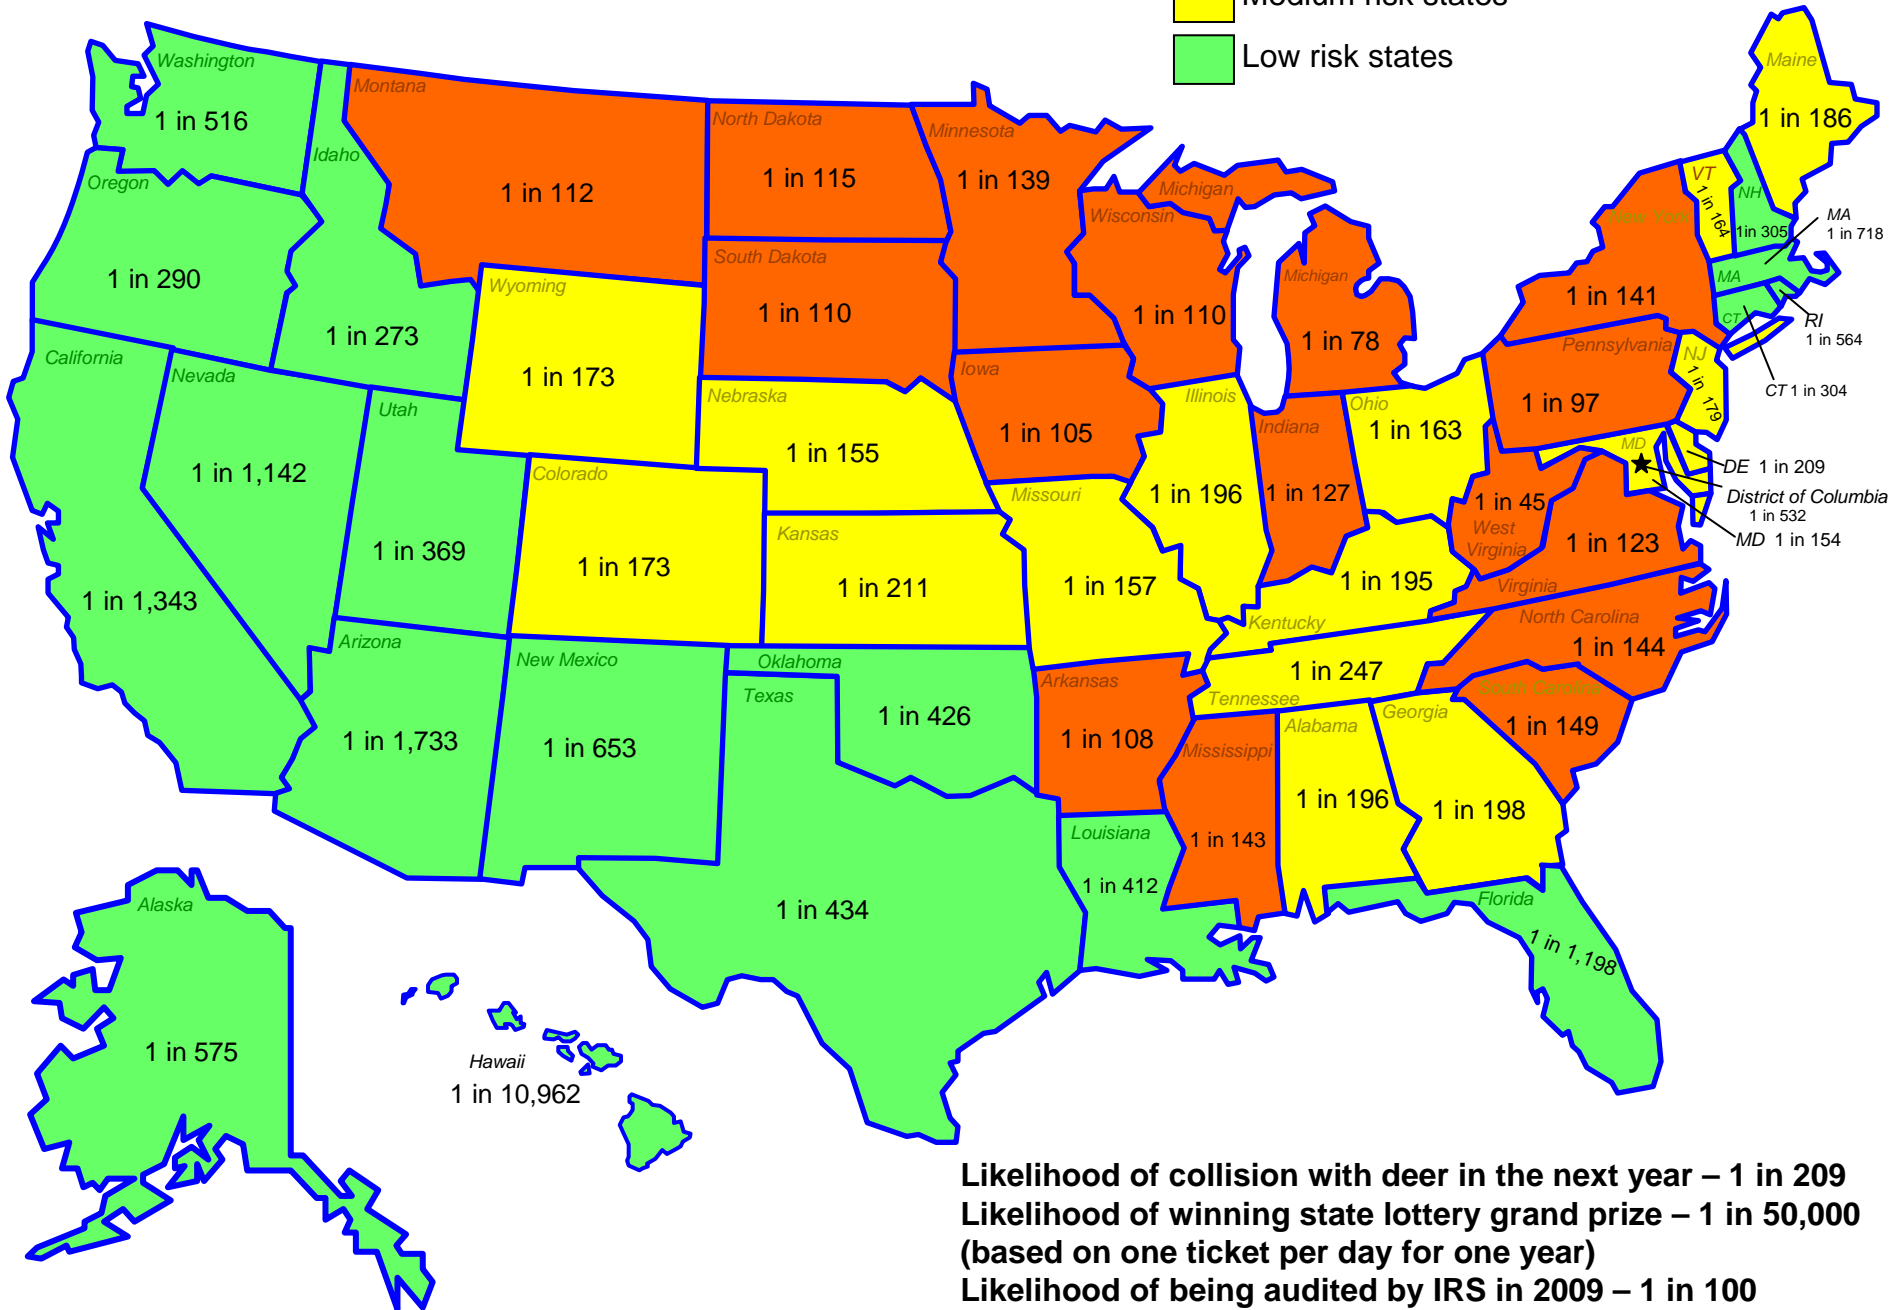 Medium risk states
Low risk states
Washington
1 in 516
Oregon
1 in 290
California
1 in 1,343
Nevada
1 in 1,142
Idaho
1 in 273
Utah
1 in 369
Arizona
1 in 1,733
Montana
1 in 112
Wyoming
1 in 173
Colorado
1 in 173
New Mexico
1 in 653
North Dakota
1 in 115
South Dakota
1 in 110
Nebraska
1 in 155
Kansas
1 in 211
Oklahoma
1 in 426
Texas
1 in 434
Minnesota
1 in 139
Iowa
1 in 105
Missouri
1 in 157
Arkansas
1 in 108
Louisiana
1 in 412
Wisconsin
1 in 110
Michigan
Michigan
1 in 78
Illinois
1 in 196
Indiana
1 in 127
Ohio
1 in 163
1 in 195
Kentucky
1 in 247
Tennessee
Mississippi
1 in 143
Alabama
1 in 196
Georgia
1 in 198
Florida
1 in 1,198
South Carolina
1 in 149
North Carolina
1 in 144
1 in 123
Virginia
1 in 45
West
Virginia
Pennsylvania
1 in 97
New York
1 in 141
Maine
1 in 186
VT
1 in 164
NH
1in 305
MA
MA
1 in 718
CT
RI
1 in 564
CT 1 in 304
NJ
1 in 179
MD
DE 1 in 209
District of Columbia
1 in 532
MD 1 in 154
Alaska
1 in 575
Hawaii
1 in 10,962
Likelihood of collision with deer in the next year – 1 in 209
Likelihood of winning state lottery grand prize – 1 in 50,000
(based on one ticket per day for one year)
Likelihood of being audited by IRS in 2009 – 1 in 100